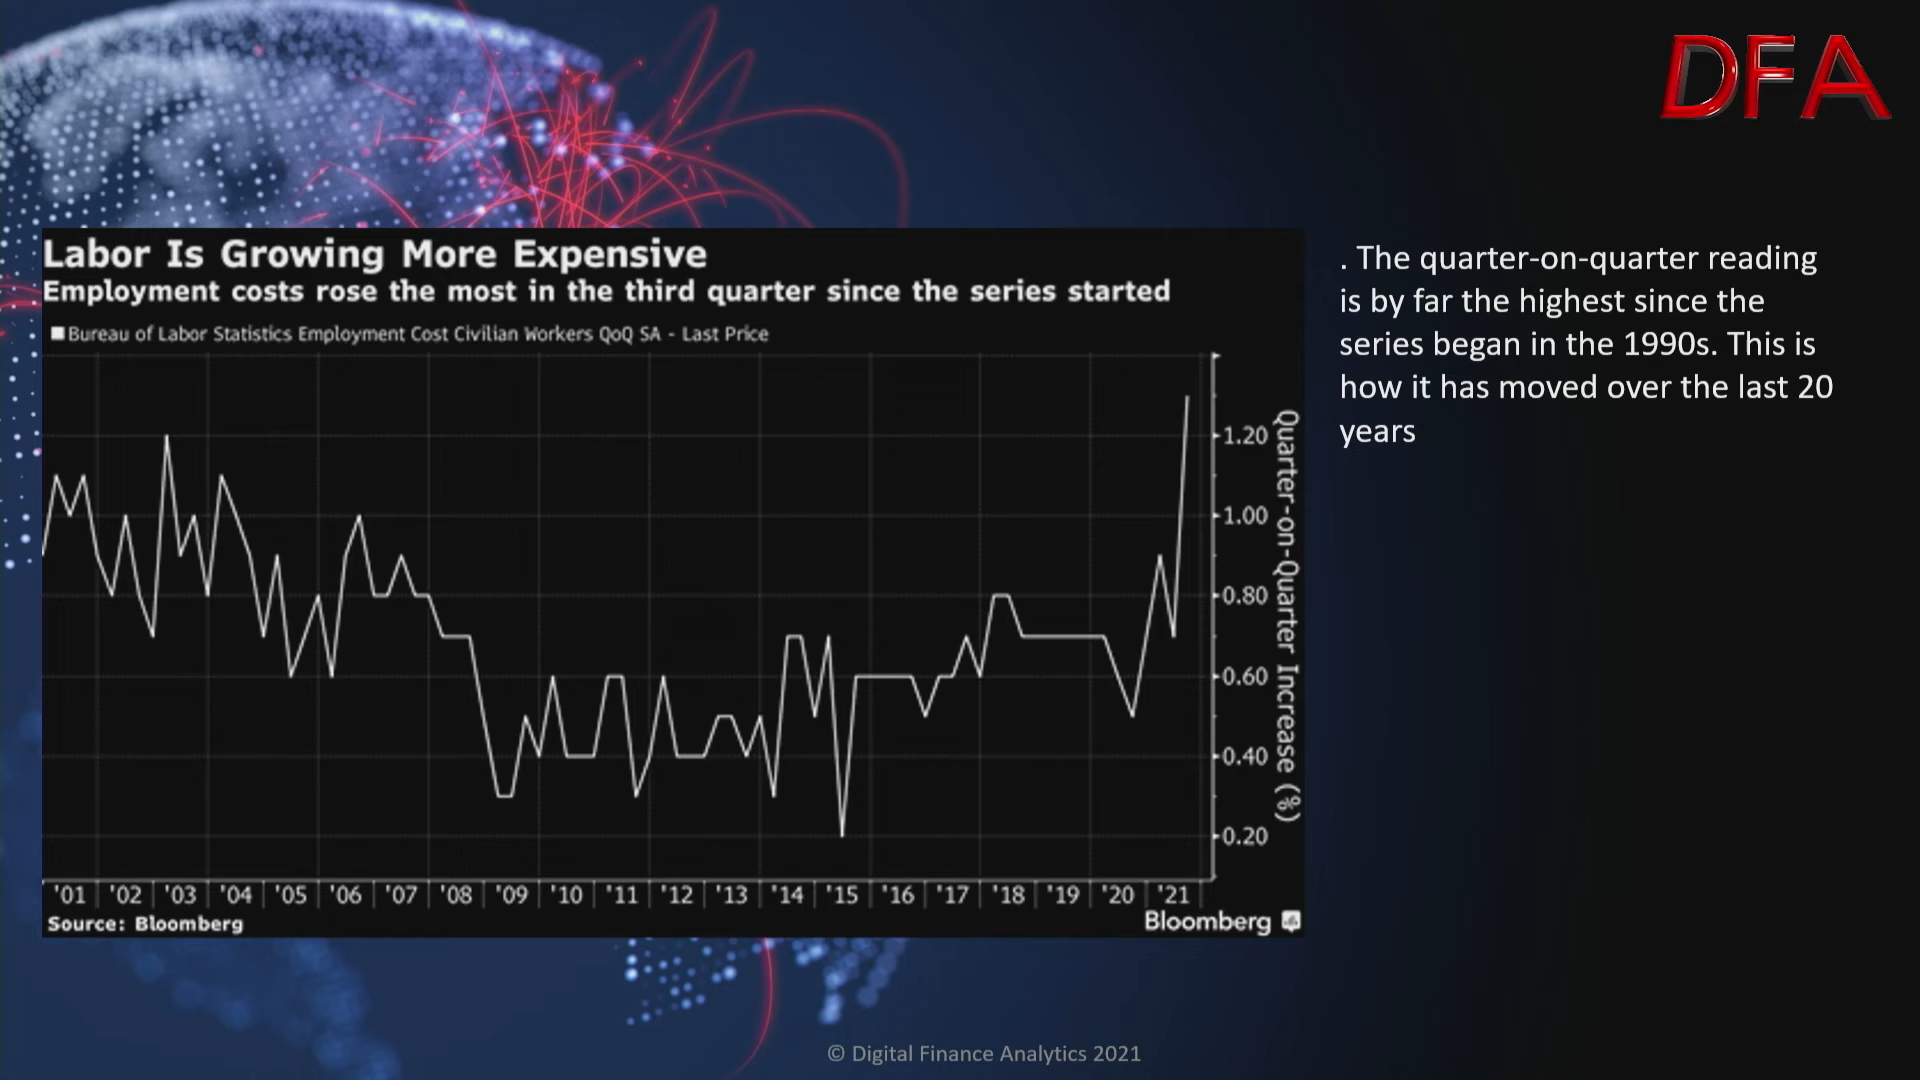 DFA
Labor Is Growing More Expensive
Employment costs rose the most in the third quarter since the series started
Bureau of Labor Statistics Employment Cost Civilian Workers QoQ SA - Last Price
. The quarter-on-quarter reading
is by far the highest since the
series began in the 1990s. This is
how it has moved over the last 20
years
1.20
1.00
0.80
0.60
0.40
0.20
Quarter-on-Quarter Increase (%)
'01 '02 '03 '04 '05 '06 '07 '08 '09 '10 '11 '12 '13 '14 '15 '16 '17 '18 '19 '20 '21
Source: Bloomberg
Bloomberg
© Digital Finance Analytics 2021